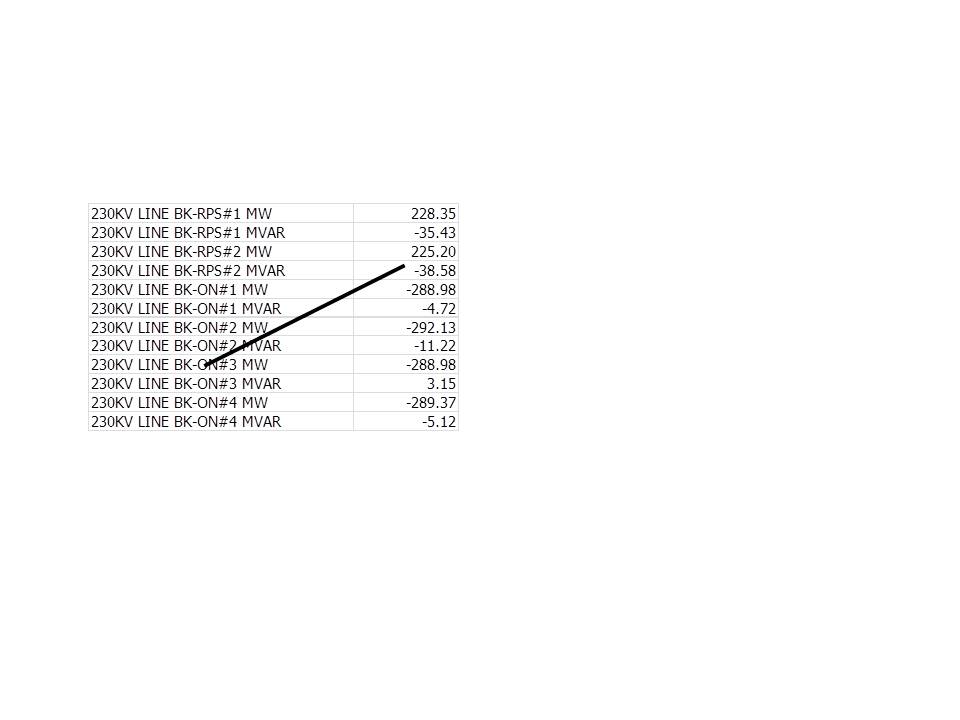 230KV LINE BK-RPS#1 MW 228.35
230KV LINE BK-RPS#1 MVAR -35.43
230KV LINE BK-RPS#2 MW 225.20
230KV LINE BK-RPS#2 MVAR -38.58
230KV LINE BK-ON#1 MW -288.98
230KV LINE BK-ON#1 MVAR -4.72
230KV LINE BK-ON#2 MW -292.13
230KV LINE BK-ON#2 MVAR -11.22
230KV LINE BK-ON#3 MW -288.98
230KV LINE BK-ON#3 MVAR 3.15
230KV LINE BK-ON#4 MW -289.37
230KV LINE BK-ON#4 MVAR -5.12